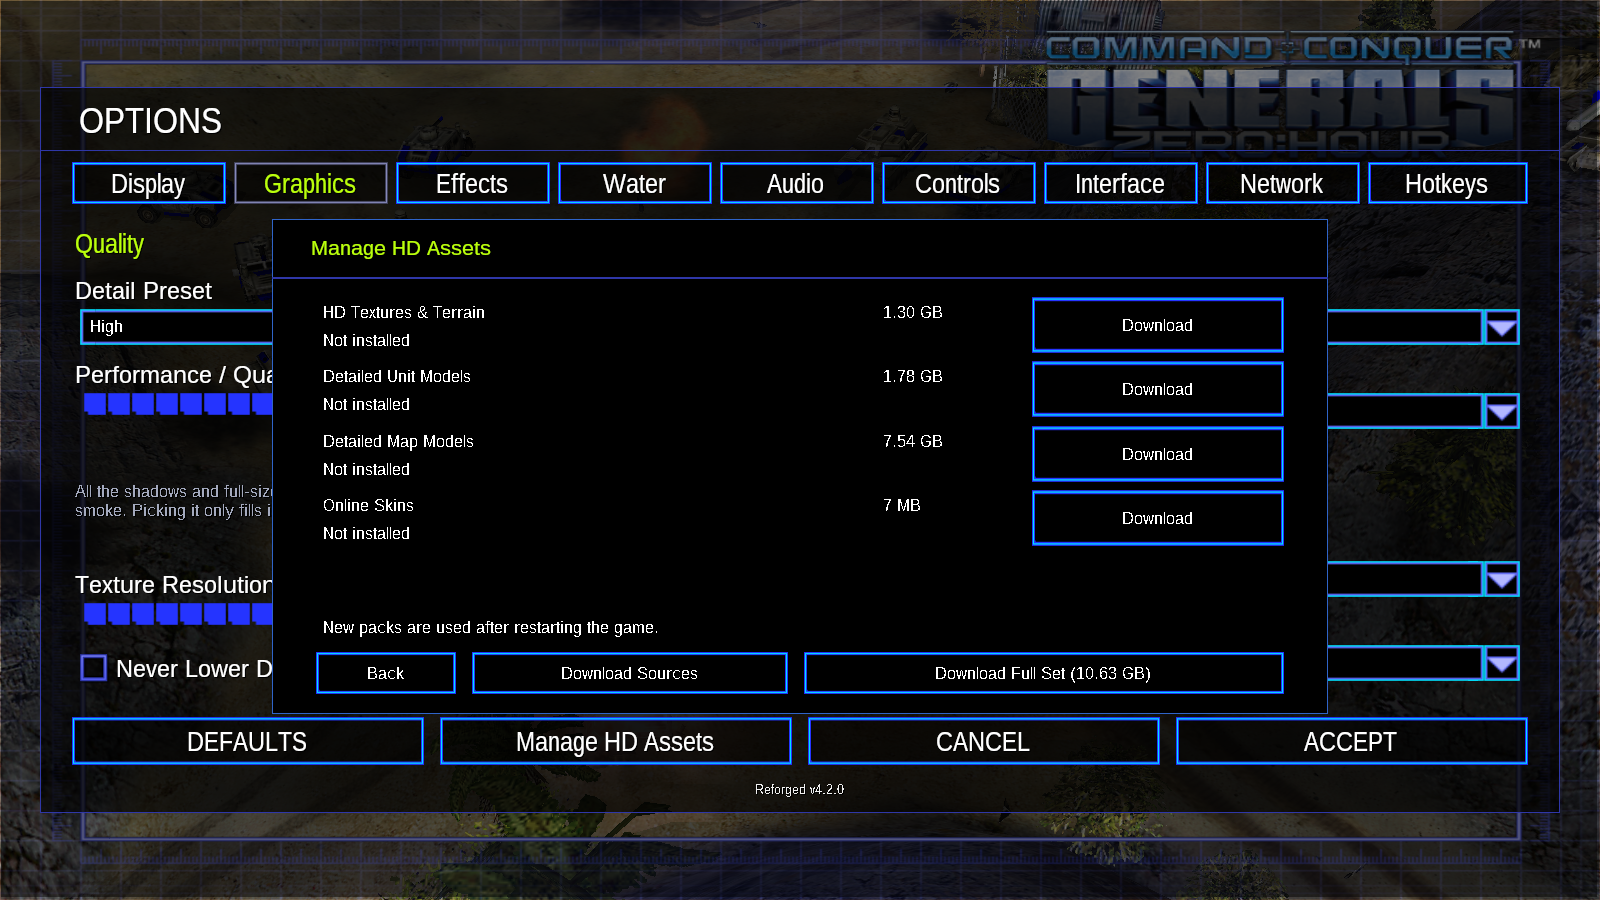 COMMAND & CONQUER™
GENERALS
ZERO:HOUR
OPTIONS
Display
Graphics
Effects
Water
Audio
Controls
Interface
Network
Hotkeys
Quality
Manage HD Assets
Detail Preset
High
Performance / Qua
All the shadows and full-siz
smoke. Picking it only fills i
Texture Resolution
Never Lower D
HD Textures & Terrain
1.30 GB
Download
Not installed
Detailed Unit Models
1.78 GB
Download
Not installed
Detailed Map Models
7.54 GB
Download
Not installed
Online Skins
7 MB
Download
Not installed
New packs are used after restarting the game.
Back
Download Sources
Download Full Set (10.63 GB)
DEFAULTS
Manage HD Assets
CANCEL
ACCEPT
Reforged v4.2.0